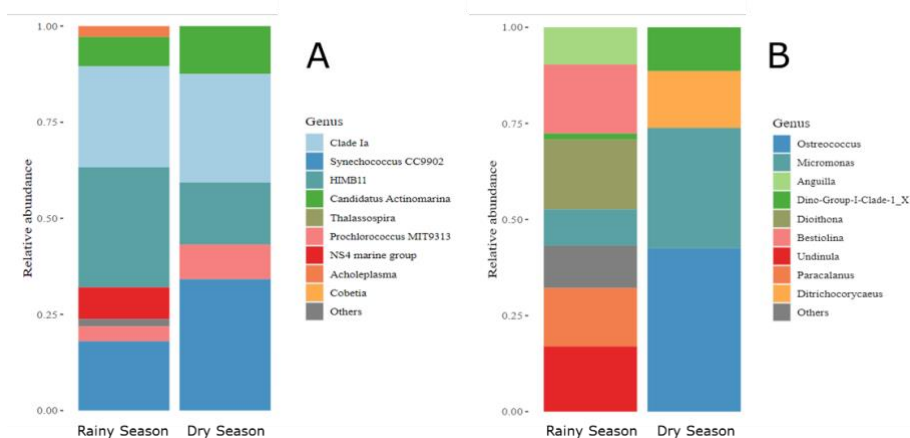 A
Relative abundance
1.00
0.75
0.50
0.25
0.00
Rainy Season
Dry Season
Genus
Clade Ia
Synechococcus CC9902
HIMB11
Candidatus Actinomarina
Thalassospira
Prochlorococcus MIT9313
NS4 marine group
Acholeplasma
Cobetia
Others
B
Relative abundance
1.00
0.75
0.50
0.25
0.00
Rainy Season
Dry Season
Genus
Ostreococcus
Micromonas
Anguilla
Dino-Group-I-Clade-1_X
Dioithona
Bestiolina
Undinula
Paracalanus
Ditrichocorycaeus
Others